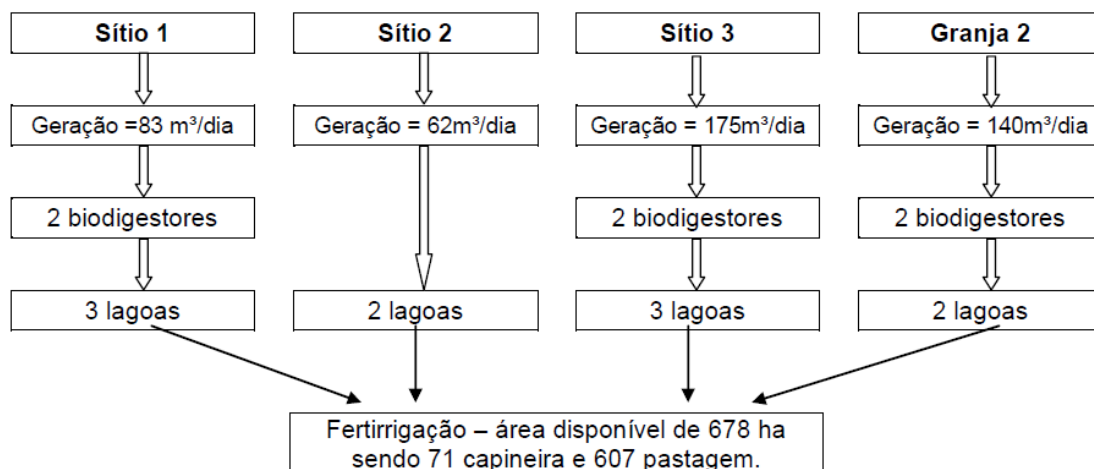 Sítio 1
Sítio 2
Sítio 3
Granja 2
Geração =83 m³/dia
Geração = 62m³/dia
Geração = 175m³/dia
Geração = 140m³/dia
2 biodigestores
2 biodigestores
2 biodigestores
3 lagoas
2 lagoas
3 lagoas
2 lagoas
Fertirrigação – área disponível de 678 ha
sendo 71 capineira e 607 pastagem.